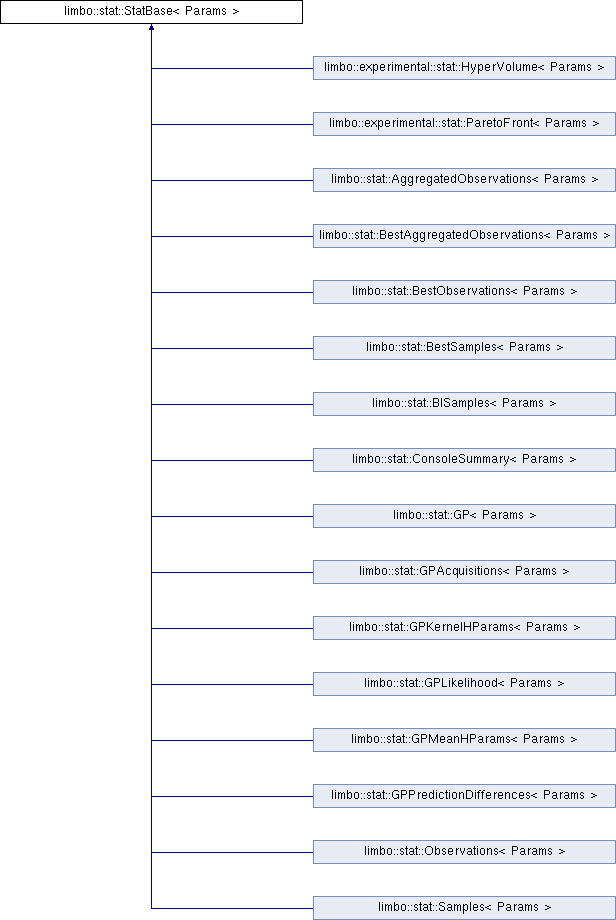 limbo::stat::StatBase< Params >
limbo::experimental::stat::HyperVolume< Params >
limbo::experimental::stat::ParetoFront< Params >
limbo::stat::AggregatedObservations< Params >
limbo::stat::BestAggregatedObservations< Params >
limbo::stat::BestObservations< Params >
limbo::stat::BestSamples< Params >
limbo::stat::BlSamples< Params >
limbo::stat::ConsoleSummary< Params >
limbo::stat::GP< Params >
limbo::stat::GPAcquisitions< Params >
limbo::stat::GPKernelHParams< Params >
limbo::stat::GPLikelihood< Params >
limbo::stat::GPMeanHParams< Params >
limbo::stat::GPPredictionDifferences< Params >
limbo::stat::Observations< Params >
limbo::stat::Samples< Params >